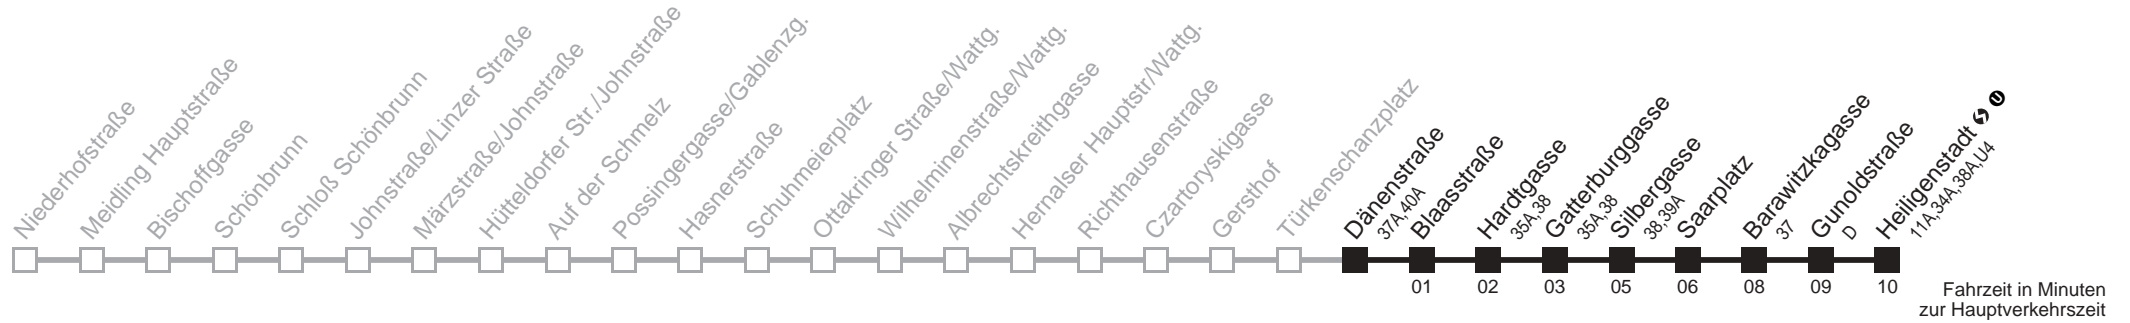 Niederhofstraße
Meidling Hauptstraße
Bischoffgasse
Schönbrunn
Schloß Schönbrunn
Johnstraße/Linzer Straße
Märzstraße/Johnstraße
Hütteldorfer Str./Johnstraße
Auf der Schmelz
Possingergasse/Gablenzg.
Hasnerstraße
Schuhmeierplatz
Ottakringer Straße/Wattg.
Wilhelminenstraße/Wattg.
Albrechtskreithgasse
Hernalser Hauptstr/Wattg.
Richthausenstraße
Czartoryskigasse
Gersthof
Türkenschanzplatz
Dänenstraße
37A,40A
Blaasstraße
Hardtgasse
35A,38
Gatterburggasse
35A,38
Silbergasse
38,39A
Saarplatz
Barawitzkagasse
37
Gunoldstraße
D
Heiligenstadt S U
11A,34A,38A,U4
01 02 03 05 06 08 09 10
Fahrzeit in Minuten
zur Hauptverkehrszeit